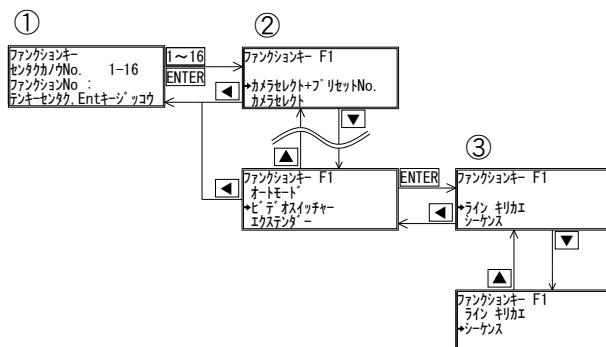 ①
ファンクションキー
センタクカノウNo. 1-16
ファンクションNo :
テンキーセンタク,Entキージッコウ
1～16
ENTER
◀
②
ファンクションキー F1
➔カメラセレクト+プリセットNo.
カメラセレクト
▲
▼
◀
ファンクションキー F1
オートモード
➔ビデオスイッチャー
エクステンダー
ENTER
◀
③
ファンクションキー F1
➔ライン キリカエ
シーケンス
▲
▼
ファンクションキー F1
ライン キリカエ
➔シーケンス